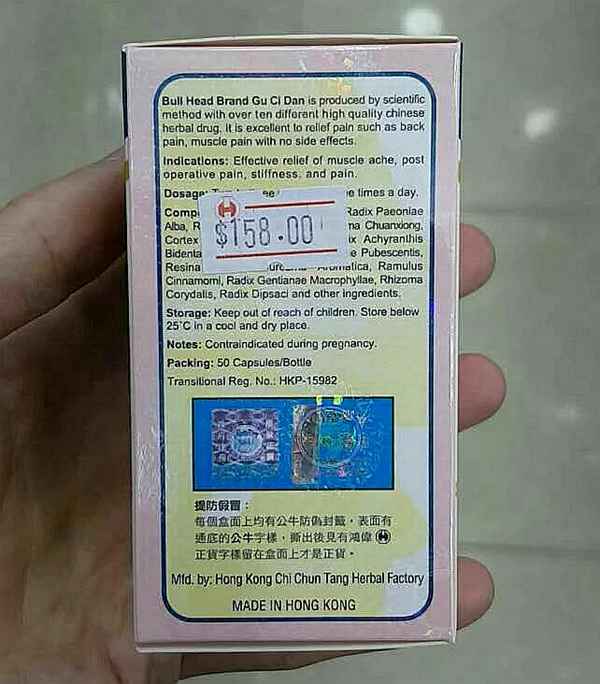 Bull Head Brand Gu Ci Dan is produced by scientific
method with over ten different high quality chinese
herbal drug. It is excellent to relief pain such as back
pain, muscle pain with no side effects.
Indications: Effective relief of muscle ache, post
operative pain, stiffness, and pain.
Dosage: times a day.
Radix Paeoniae
Alba, Chuanxiong,
Cortex Achyranthis
Pubescentis,
Resina Aromatica, Ramulus
Cinnamomi, Radix Gentianae Macrophyllae, Rhizoma
Corydalis, Radix Dipsaci and other ingredients.
$158.00
Storage: Keep out of reach of children. Store below
25°C in a cool and dry place.
Notes: Contraindicated during pregnancy.
Packing: 50 Capsules/Bottle
Transitional Reg. No.: HKP-15982
提防假冒：
每個盒面上均有公牛防偽封籤，表面有
通底的公牛字樣，撕出後見有鴻偉
正貨字樣留在盒面上才是正貨。
Mfd. by: Hong Kong Chi Chun Tang Herbal Factory
MADE IN HONG KONG